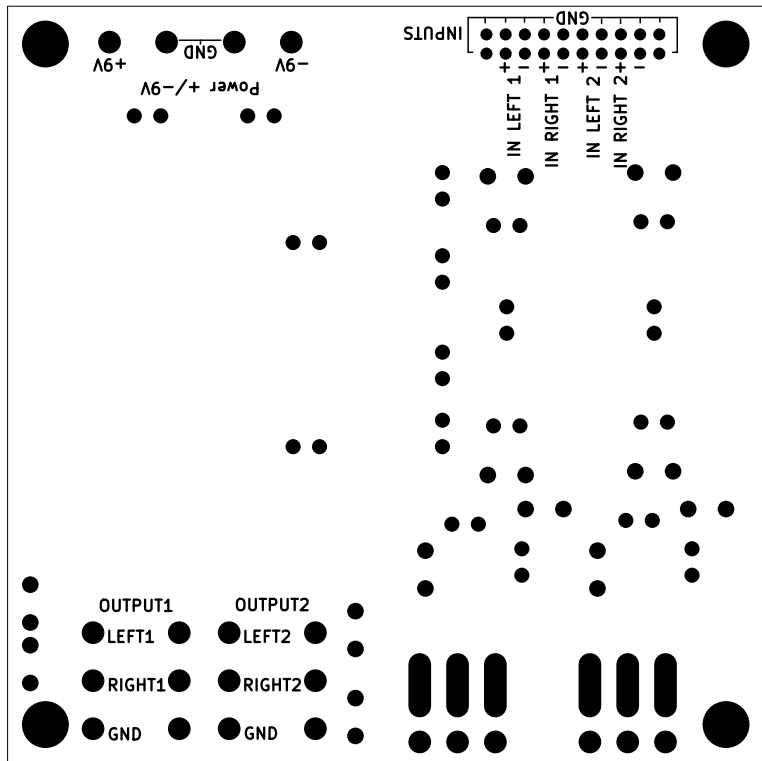 GND
INPUTS
+9V GND -9V
Power +/-9V
+ - + - + - + -
IN LEFT 1
IN RIGHT 1
IN LEFT 2
IN RIGHT 2
OUTPUT1 OUTPUT2
LEFT1 LEFT2
RIGHT1 RIGHT2
GND GND